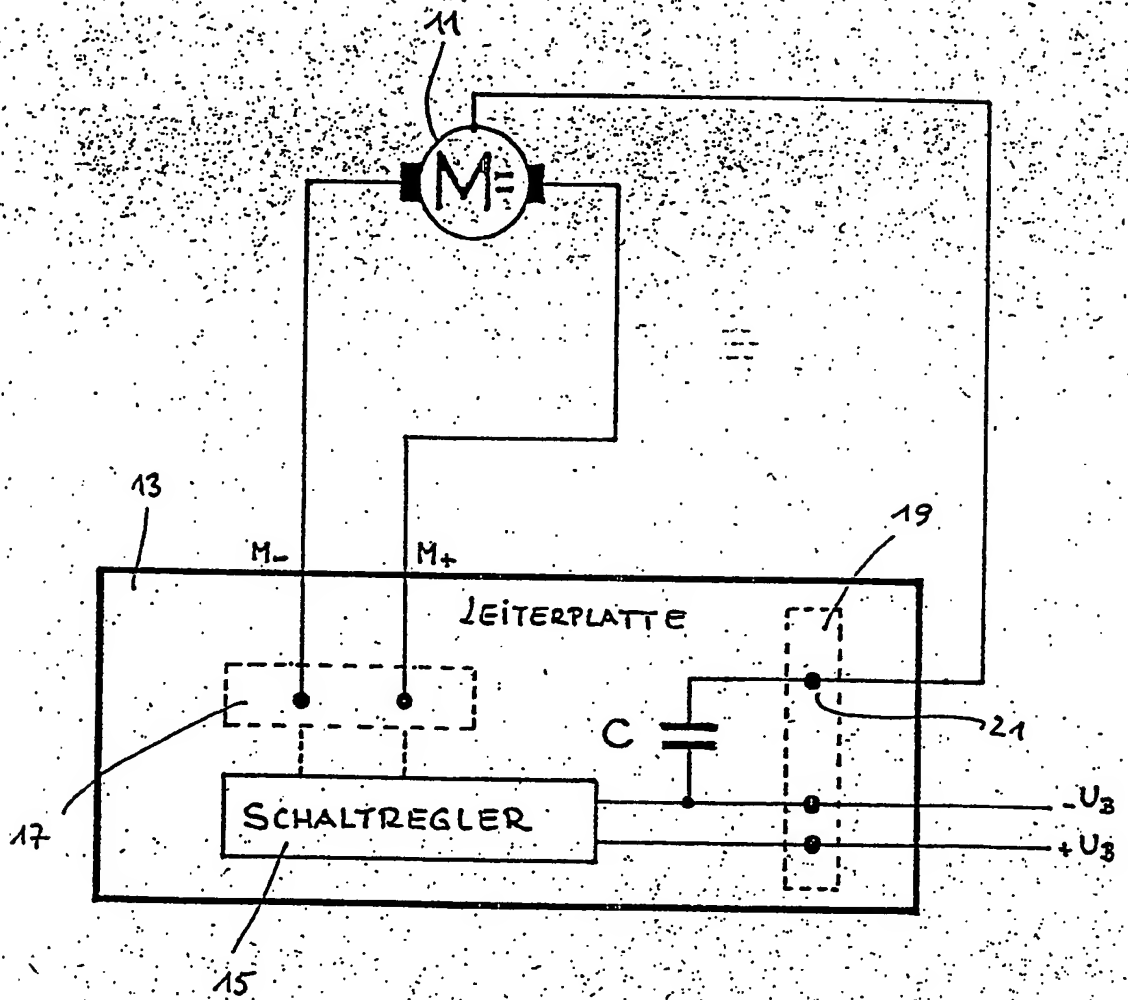 11
M
13
19
M-
M+
LEITERPLATTE
C
21
17
SCHALTREGLER
-UB
+UB
15